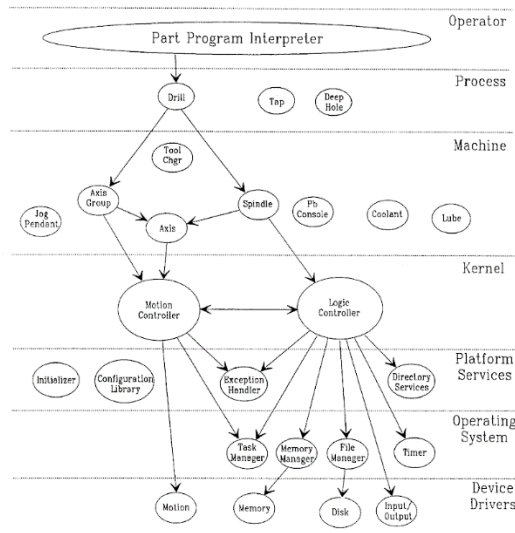 Operator
Part Program Interpreter
Process
Drill
Tap
Deep
Hole
Machine
Tool
Chgr
Axis
Group
Spindle
Pb
Console
Jog
Pendant
Axis
Coolant
Lube
Kernel
Motion
Controller
Logic
Controller
Platform
Services
Initializer
Configuration
Library
Exception
Handler
Directory
Services
Operating
System
Task
Manager
Memory
Manager
File
Manager
Timer
Device
Drivers
Motion
Memory
Disk
Input/
Output